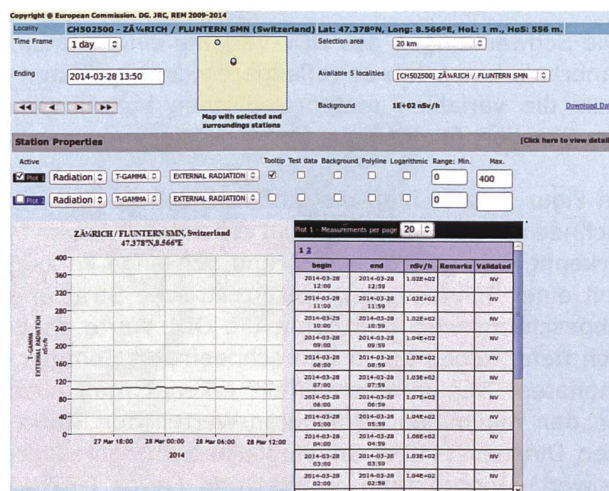 Copyright © European Commission. DG. JRC, REM 2009-2014
Locality CH502500 - ZÃ¼RICH / FLUNTERN SMN (Switzerland) Lat: 47.378ºN, Long: 8.566ºE, HoL: 1 m., HoS: 556 m.
Time Frame 1 day Selection area 20 km
Ending 2014-03-28 13:50 Available 5 localities [CH502500] ZÃ¼RICH / FLUNTERN SMN
Map with selected and surroundings stations
Background 1E+02 nSv/h Download Da
Station Properties [Click here to view detail
Active Tooltip Test data Background Polyline Logarithmic Range: Min. Max.
Plot 1 Radiation T-GAMMA EXTERNAL RADIATION 0 400
Plot 2 Radiation T-GAMMA EXTERNAL RADIATION 0
ZÃ¼RICH / FLUNTERN SMN, Switzerland
47.378ºN,8.566ºE
T-GAMMA
EXTERNAL RADIATION
nSv/h
400
360
320
280
240
200
160
120
80
40
0
27 Mar 18:00 28 Mar 00:00 28 Mar 06:00 28 Mar 12:00
2014
Plot 1 - Measurements per page 20
1 2
begin end nSv/h Remarks Validated
2014-03-28 12:00 2014-03-28 12:59 1.02E+02 NV
2014-03-28 11:00 2014-03-28 11:59 1.02E+02 NV
2014-03-28 10:00 2014-03-28 10:59 1.02E+02 NV
2014-03-28 09:00 2014-03-28 09:59 1.04E+02 NV
2014-03-28 08:00 2014-03-28 08:59 1.03E+02 NV
2014-03-28 07:00 2014-03-28 07:59 1.03E+02 NV
2014-03-28 06:00 2014-03-28 06:59 1.07E+02 NV
2014-03-28 05:00 2014-03-28 05:59 1.04E+02 NV
2014-03-28 04:00 2014-03-28 04:59 1.06E+02 NV
2014-03-28 03:00 2014-03-28 03:59 1.03E+02 NV
2014-03-28 02:00 2014-03-28 02:59 1.04E+02 NV